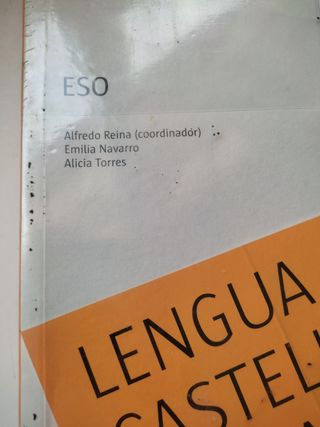 ESO
Alfredo Reina (coordinador)
Emilia Navarro
Alicia Torres
LENGUA